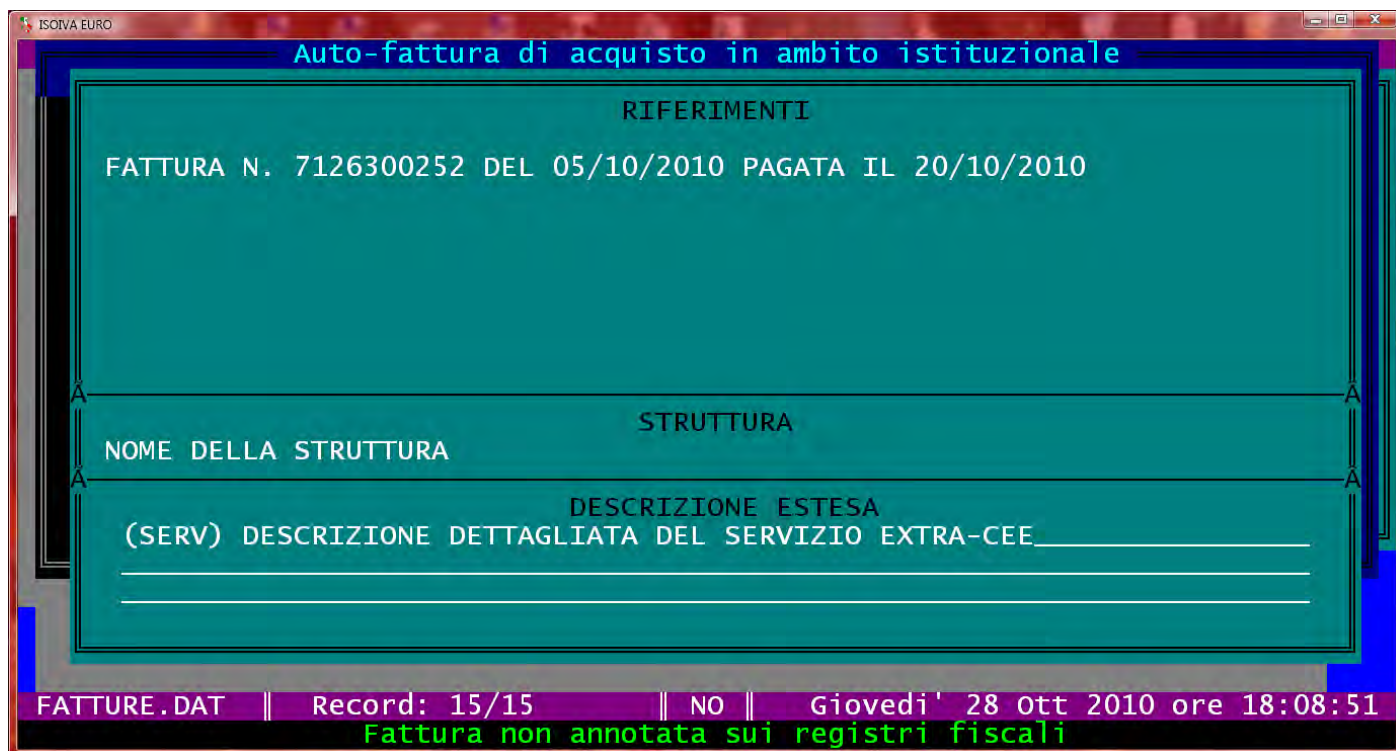 ISOIVA EURO
Auto-fattura di acquisto in ambito istituzionale
RIFERIMENTI
FATTURA N. 7126300252 DEL 05/10/2010 PAGATA IL 20/10/2010
STRUTTURA
NOME DELLA STRUTTURA
DESCRIZIONE ESTESA
(SERV) DESCRIZIONE DETTAGLIATA DEL SERVIZIO EXTRA-CEE
FATTURE.DAT ║ Record: 15/15 ║ NO ║ Giovedi' 28 Ott 2010 ore 18:08:51
Fattura non annotata sui registri fiscali